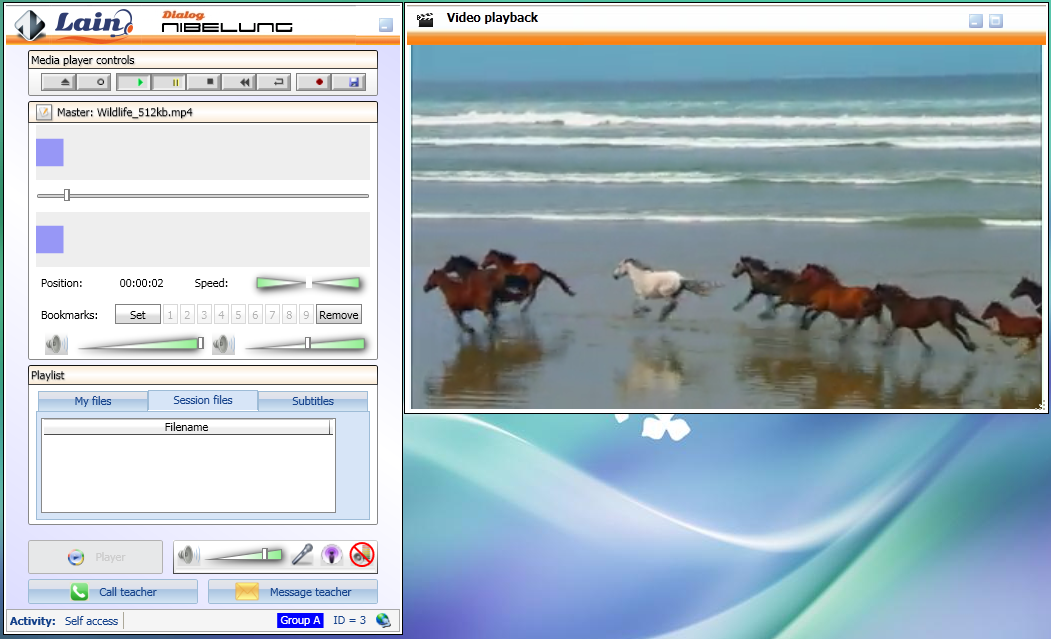 Lain Dialog NIBELUNG
Media player controls
Master: Wildlife_512kb.mp4
Position: 00:00:02 Speed:
Bookmarks: Set 1 2 3 4 5 6 7 8 9 Remove
Playlist
My files Session files Subtitles
Filename
Player
Call teacher Message teacher
Activity: Self access Group A ID = 3
Video playback